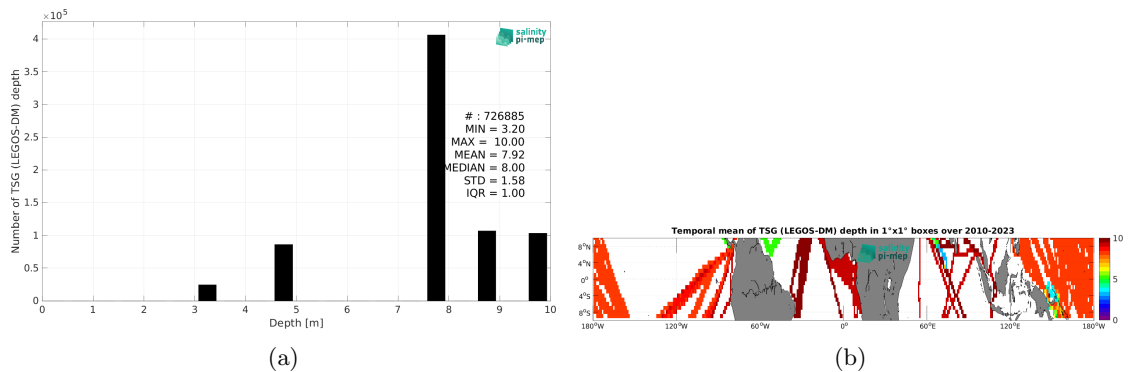 ×10⁵
4
3.5
3
2.5
2
1.5
1
0.5
0
Number of TSG (LEGOS-DM) depth
salinity
pi-mep
# : 726885
MIN = 3.20
MAX = 10.00
MEAN = 7.92
MEDIAN = 8.00
STD = 1.58
IQR = 1.00
0 1 2 3 4 5 6 7 8 9 10
Depth [m]
(a)
Temporal mean of TSG (LEGOS-DM) depth in 1°x1° boxes over 2010-2023
salinity
pi-mep
8°N
4°N
0°
4°S
8°S
180°W 120°W 60°W 0° 60°E 120°E 180°W
10
5
0
(b)